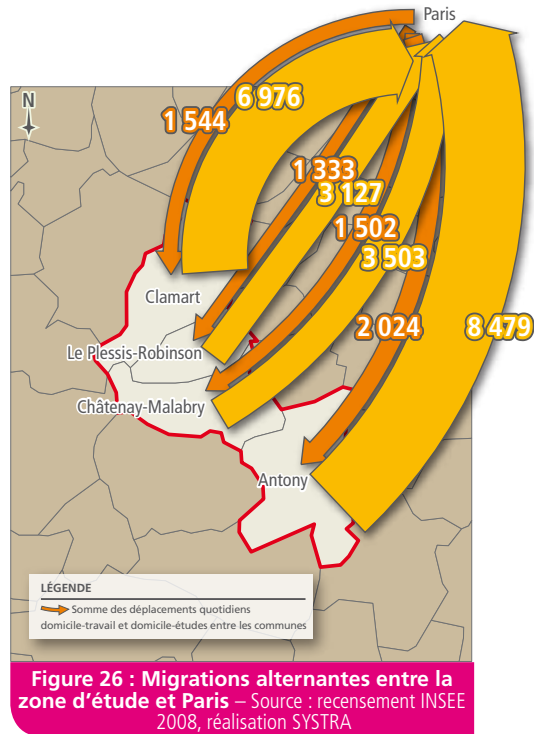 Paris
N
6 976
1 544
1 333
3 127
1 502
3 503
2 024
8 479
Clamart
Le Plessis-Robinson
Châtenay-Malabry
Antony
LÉGENDE
Somme des déplacements quotidiens
domicile-travail et domicile-études entre les communes
Figure 26 : Migrations alternantes entre la
zone d'étude et Paris – Source : recensement INSEE
2008, réalisation SYSTRA